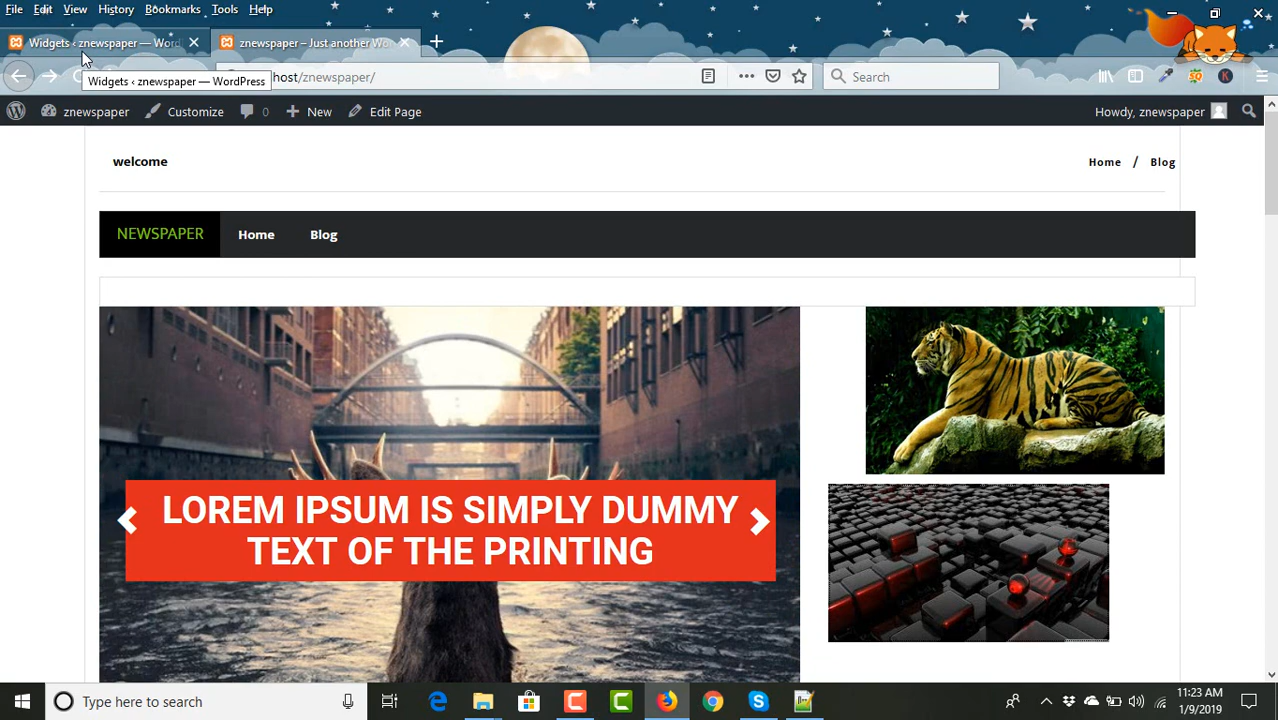 File Edit View History Bookmarks Tools Help
Widgets ‹ znewspaper — Word
znewspaper – Just another Wo
Widgets ‹ znewspaper — WordPress
host/znewspaper/
Search
znewspaper Customize 0 New Edit Page
Howdy, znewspaper
welcome
Home / Blog
NEWSPAPER Home Blog
LOREM IPSUM IS SIMPLY DUMMY
TEXT OF THE PRINTING
Type here to search
11:23 AM
1/9/2019